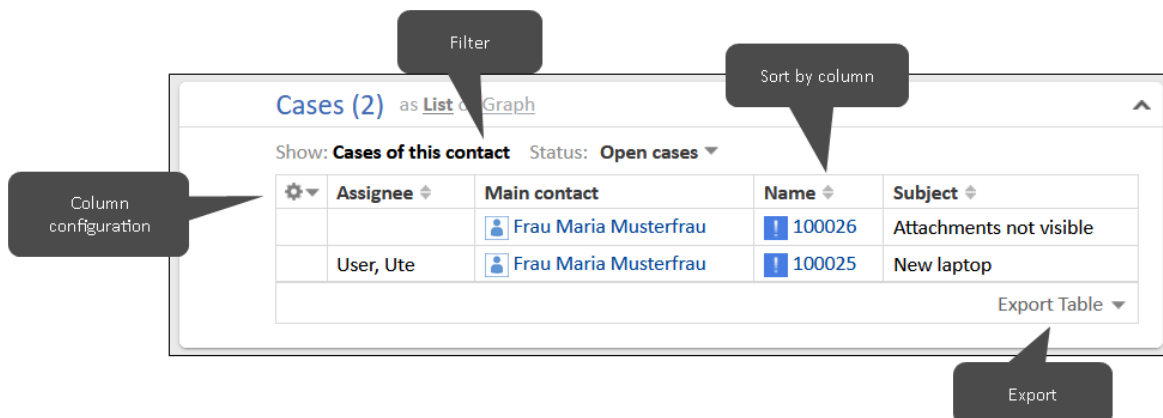 Filter
Sort by column
Cases (2) as List or Graph
Show: Cases of this contact Status: Open cases
Column
configuration
Assignee Main contact Name Subject
Frau Maria Musterfrau 100026 Attachments not visible
User, Ute Frau Maria Musterfrau 100025 New laptop
Export Table
Export